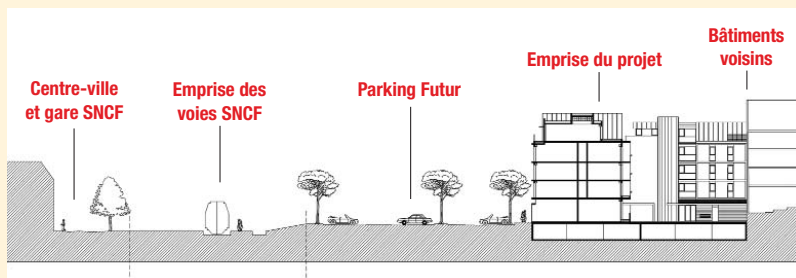 Centre-ville
et gare SNCF
Emprise des
voies SNCF
Parking Futur
Emprise du projet
Bâtiments
voisins